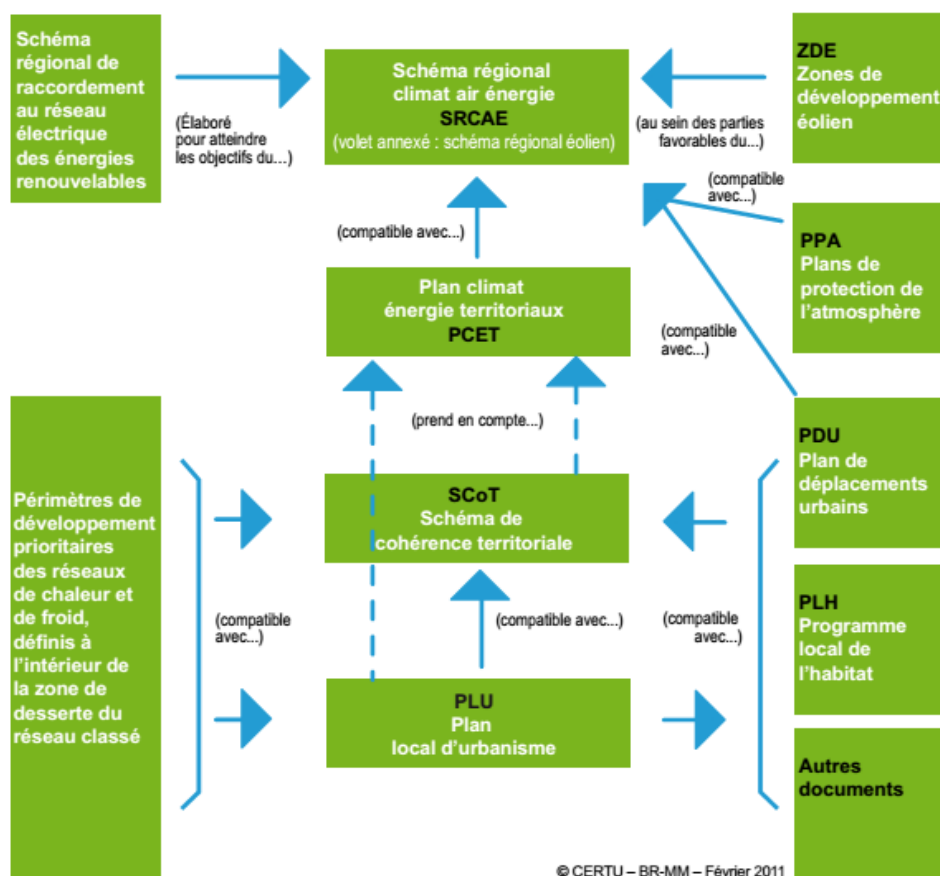 Schéma
régional de
raccordement
au réseau
électrique
des énergies
renouvelables
(Élaboré
pour atteindre
les objectifs du...)
Schéma régional
climat air énergie
SRCAE
(volet annexé : schéma régional éolien)
(au sein des parties
favorables du...)
ZDE
Zones de
développement
éolien
(compatible avec...)
(compatible
avec...)
PPA
Plans de
protection de
l'atmosphère
Plan climat
énergie territoriaux
PCET
(compatible
avec...)
(prend en compte...)
Périmètres de
développement
prioritaires
des réseaux
de chaleur et
de froid,
définis à
l'intérieur de
la zone de
desserte du
réseau classé
(compatible
avec...)
SCoT
Schéma de
cohérence territoriale
(compatible avec...)
(compatible
avec...)
PLU
Plan
local d'urbanisme
PDU
Plan de
déplacements
urbains
PLH
Programme
local de
l'habitat
Autres
documents
© CERTU – BR-MM – Février 2011